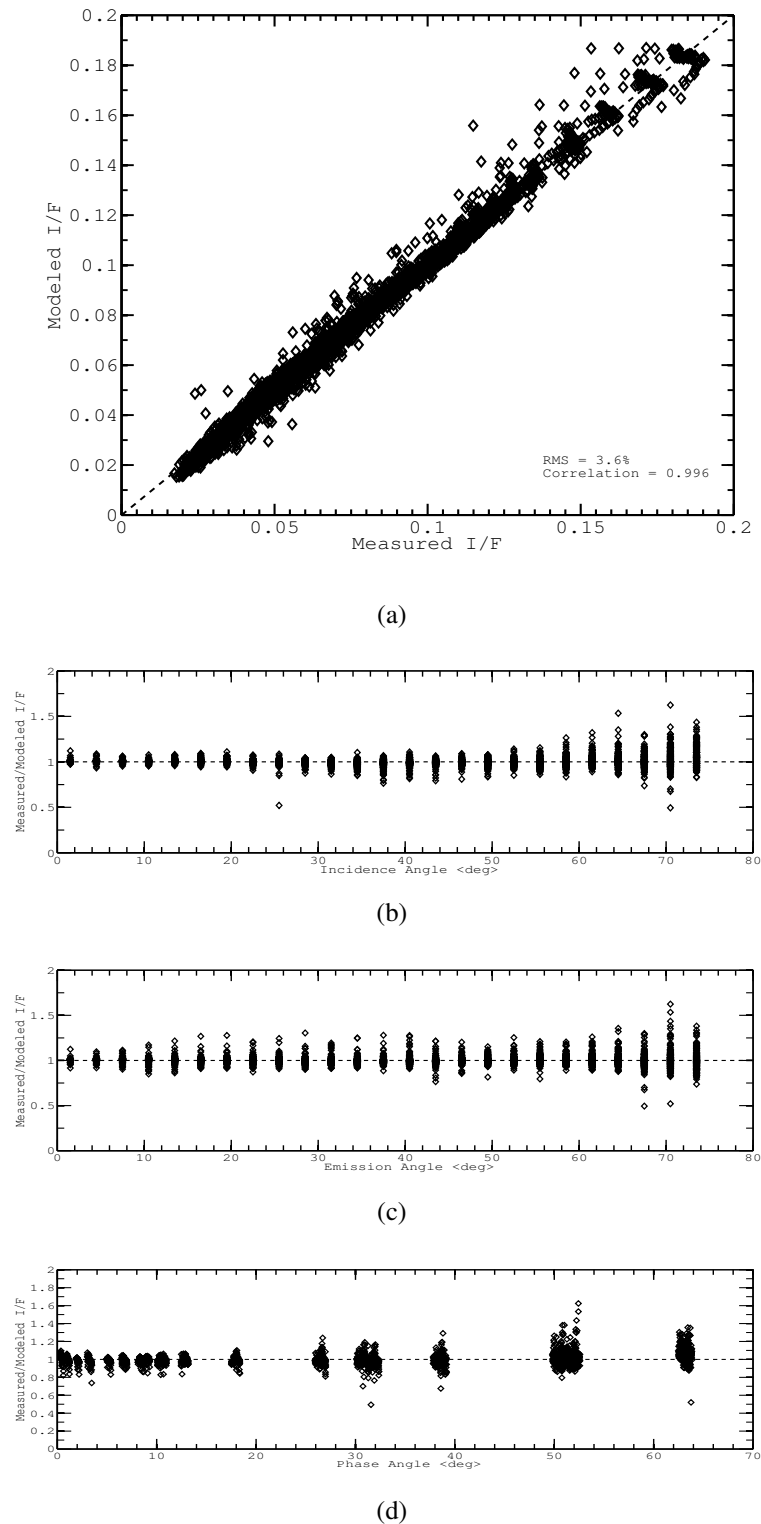 0.2
0.18
0.16
0.14
0.12
0.1
0.08
0.06
0.04
0.02
0
Modeled I/F
RMS = 3.6%
Correlation = 0.996
0 0.05 0.1 0.15 0.2
Measured I/F
(a)
2
1.5
1
0.5
0
Measured/Modeled I/F
0 10 20 30 40 50 60 70 80
Incidence Angle <deg>
(b)
2
1.5
1
0.5
0
Measured/Modeled I/F
0 10 20 30 40 50 60 70 80
Emission Angle <deg>
(c)
2
1.8
1.6
1.4
1.2
1
0.8
0.6
0.4
0.2
0
Measured/Modeled I/F
0 10 20 30 40 50 60 70
Phase Angle <deg>
(d)